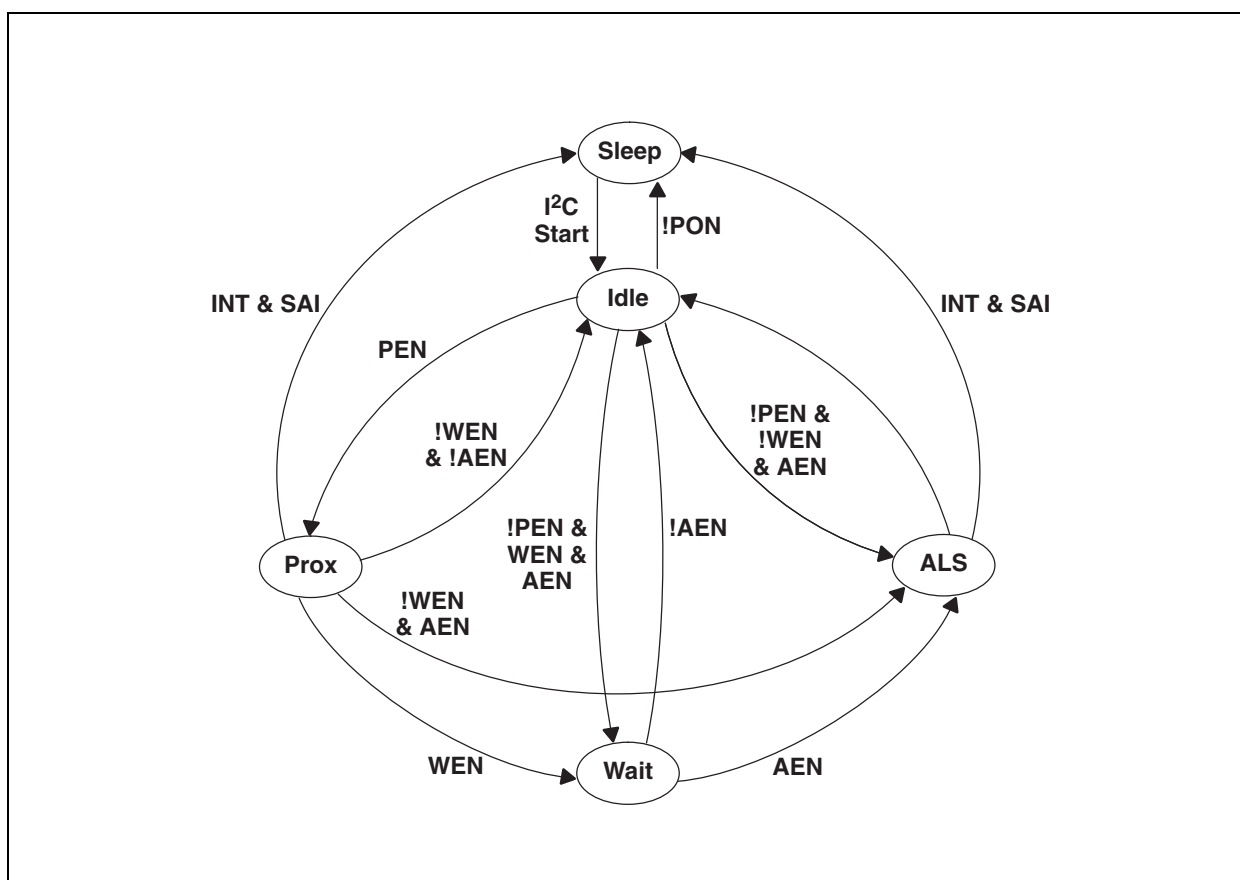 Sleep
I²C
Start
!PON
Idle
INT & SAI
INT & SAI
PEN
!WEN
& !AEN
!PEN &
!WEN
& AEN
!PEN &
WEN &
AEN
!AEN
Prox
ALS
!WEN
& AEN
WEN
Wait
AEN